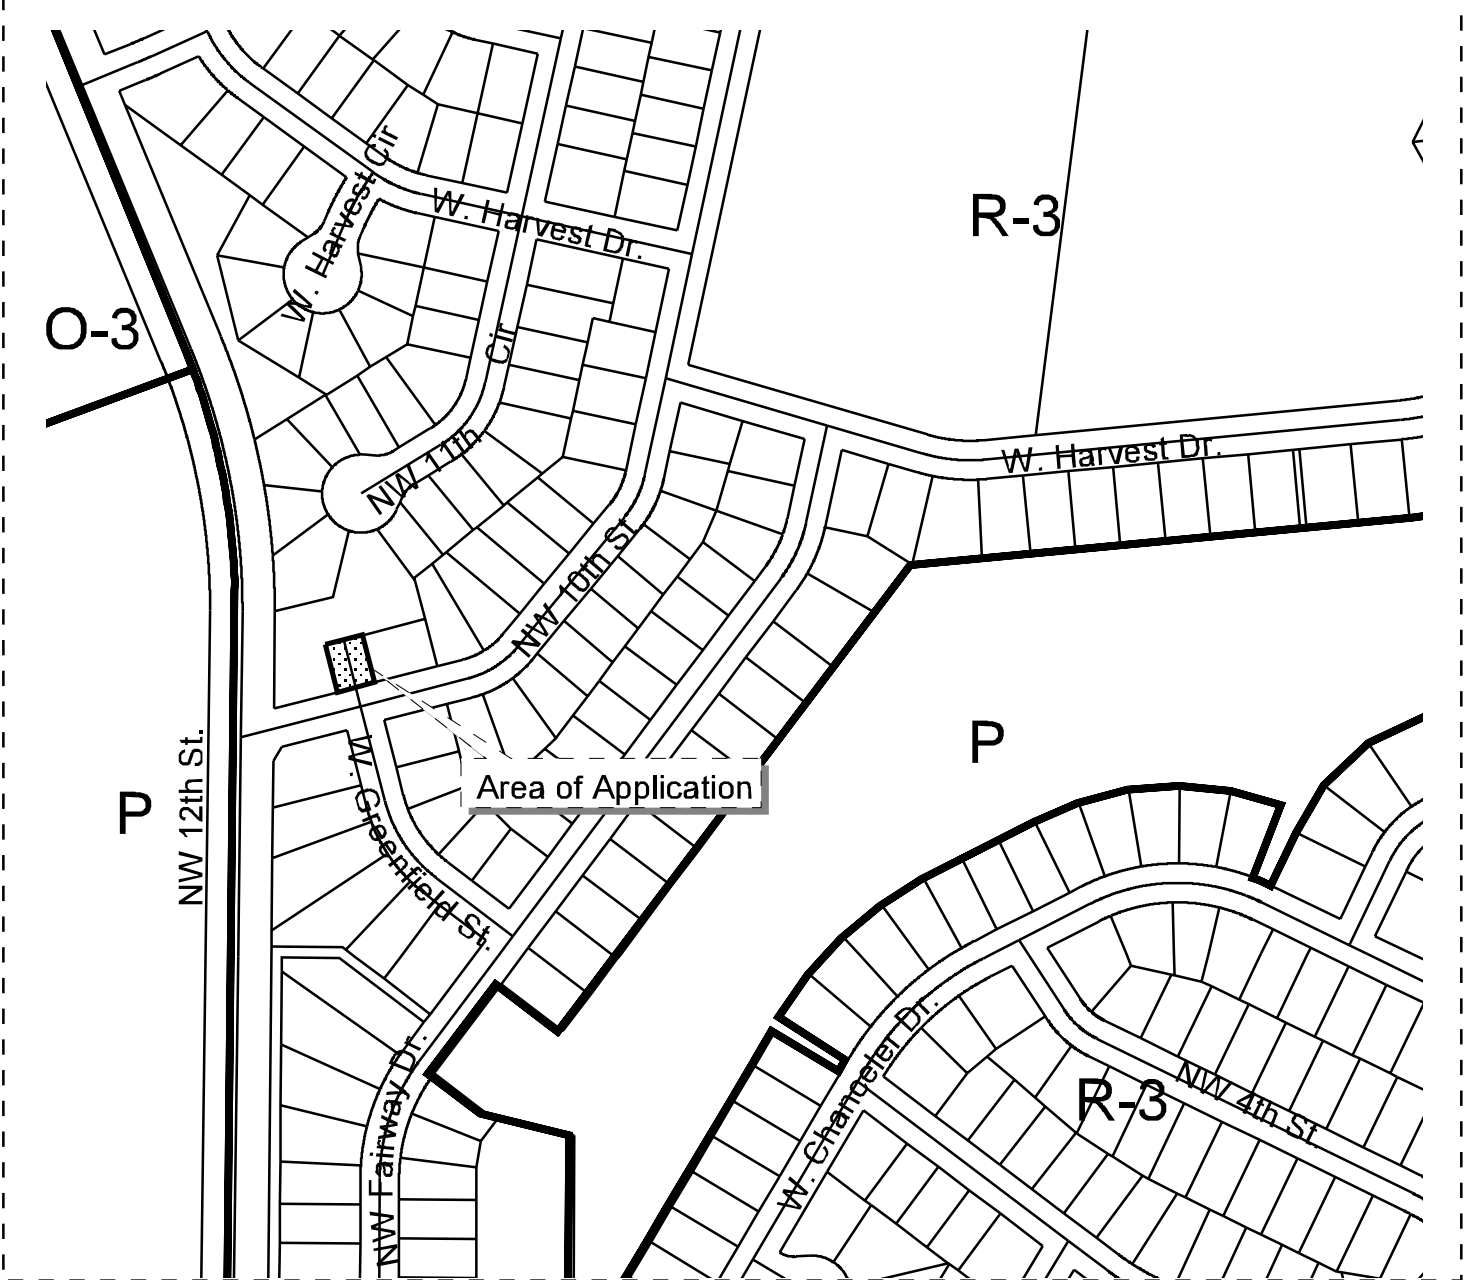 W. Harvest Cir
W. Harvest Dr.
R-3
O-3
Cir
NW 11th
W. Harvest Dr.
NW 10th St.
P
NW 12th St.
P
W. Greenfield St.
Area of Application
NW Fairway Dr.
W. Chanceler Dr.
R-3
NW 4th St.